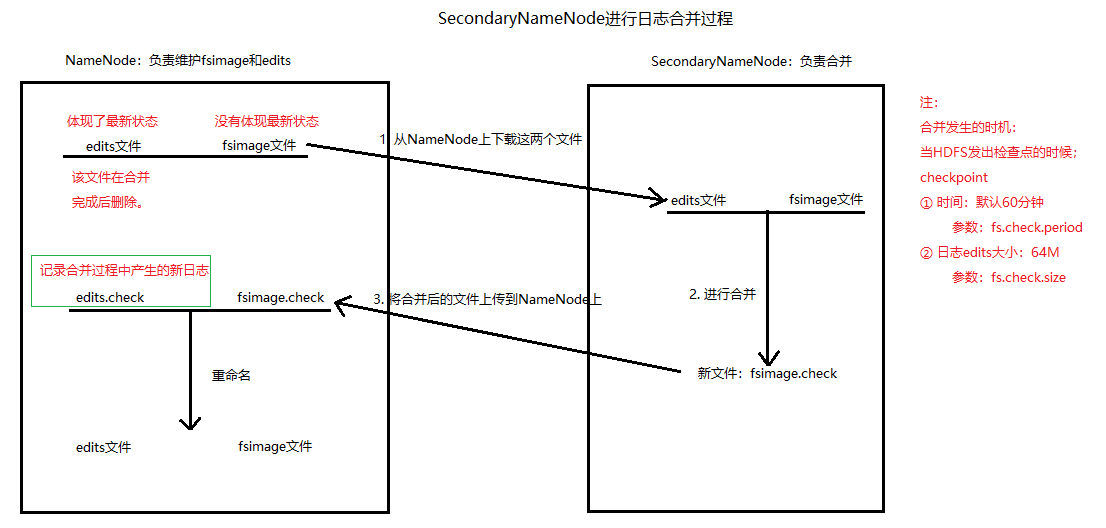 SecondaryNameNode进行日志合并过程
NameNode：负责维护fsimage和edits
SecondaryNameNode：负责合并
体现了最新状态
没有体现最新状态
edits文件
fsimage文件
该文件在合并
完成后删除。
1. 从NameNode上下载这两个文件
edits文件
fsimage文件
记录合并过程中产生的新日志
edits.check
fsimage.check
3. 将合并后的文件上传到NameNode上
2. 进行合并
重命名
新文件：fsimage.check
edits文件
fsimage文件
注：
合并发生的时机：
当HDFS发出检查点的时候；
checkpoint
① 时间：默认60分钟
参数：fs.check.period
② 日志edits大小：64M
参数：fs.check.size